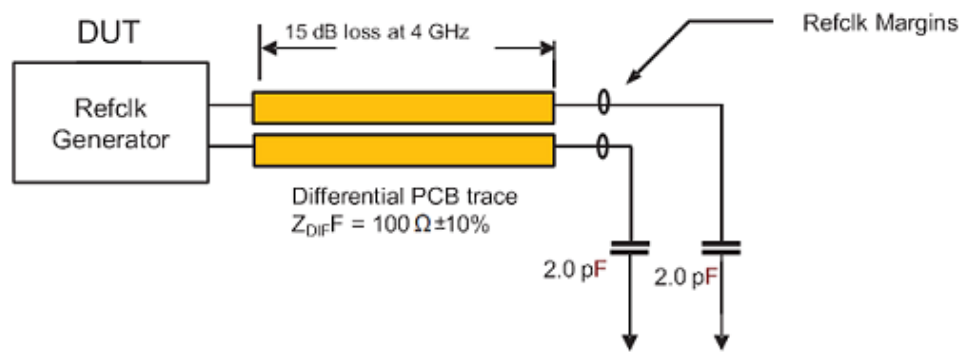 DUT
15 dB loss at 4 GHz
Refclk Margins
Refclk
Generator
Differential PCB trace
Z_DIFF = 100 Ω±10%
2.0 pF
2.0 pF